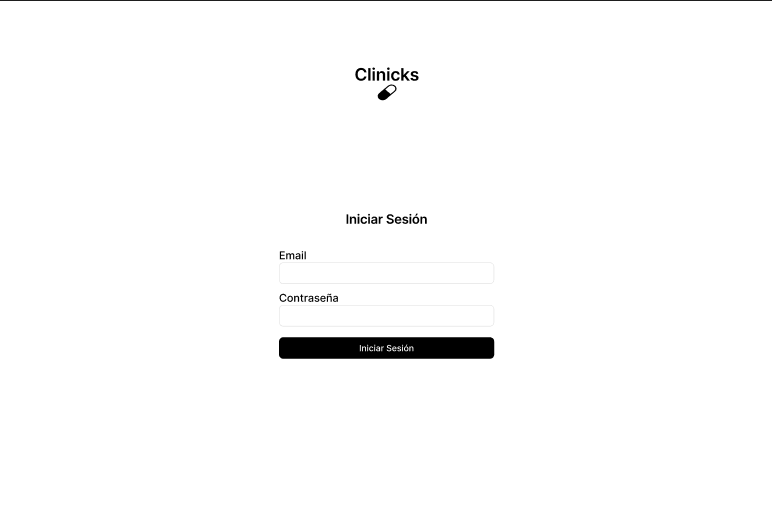 Clinicks
Iniciar Sesión
Email
Contraseña
Iniciar Sesión